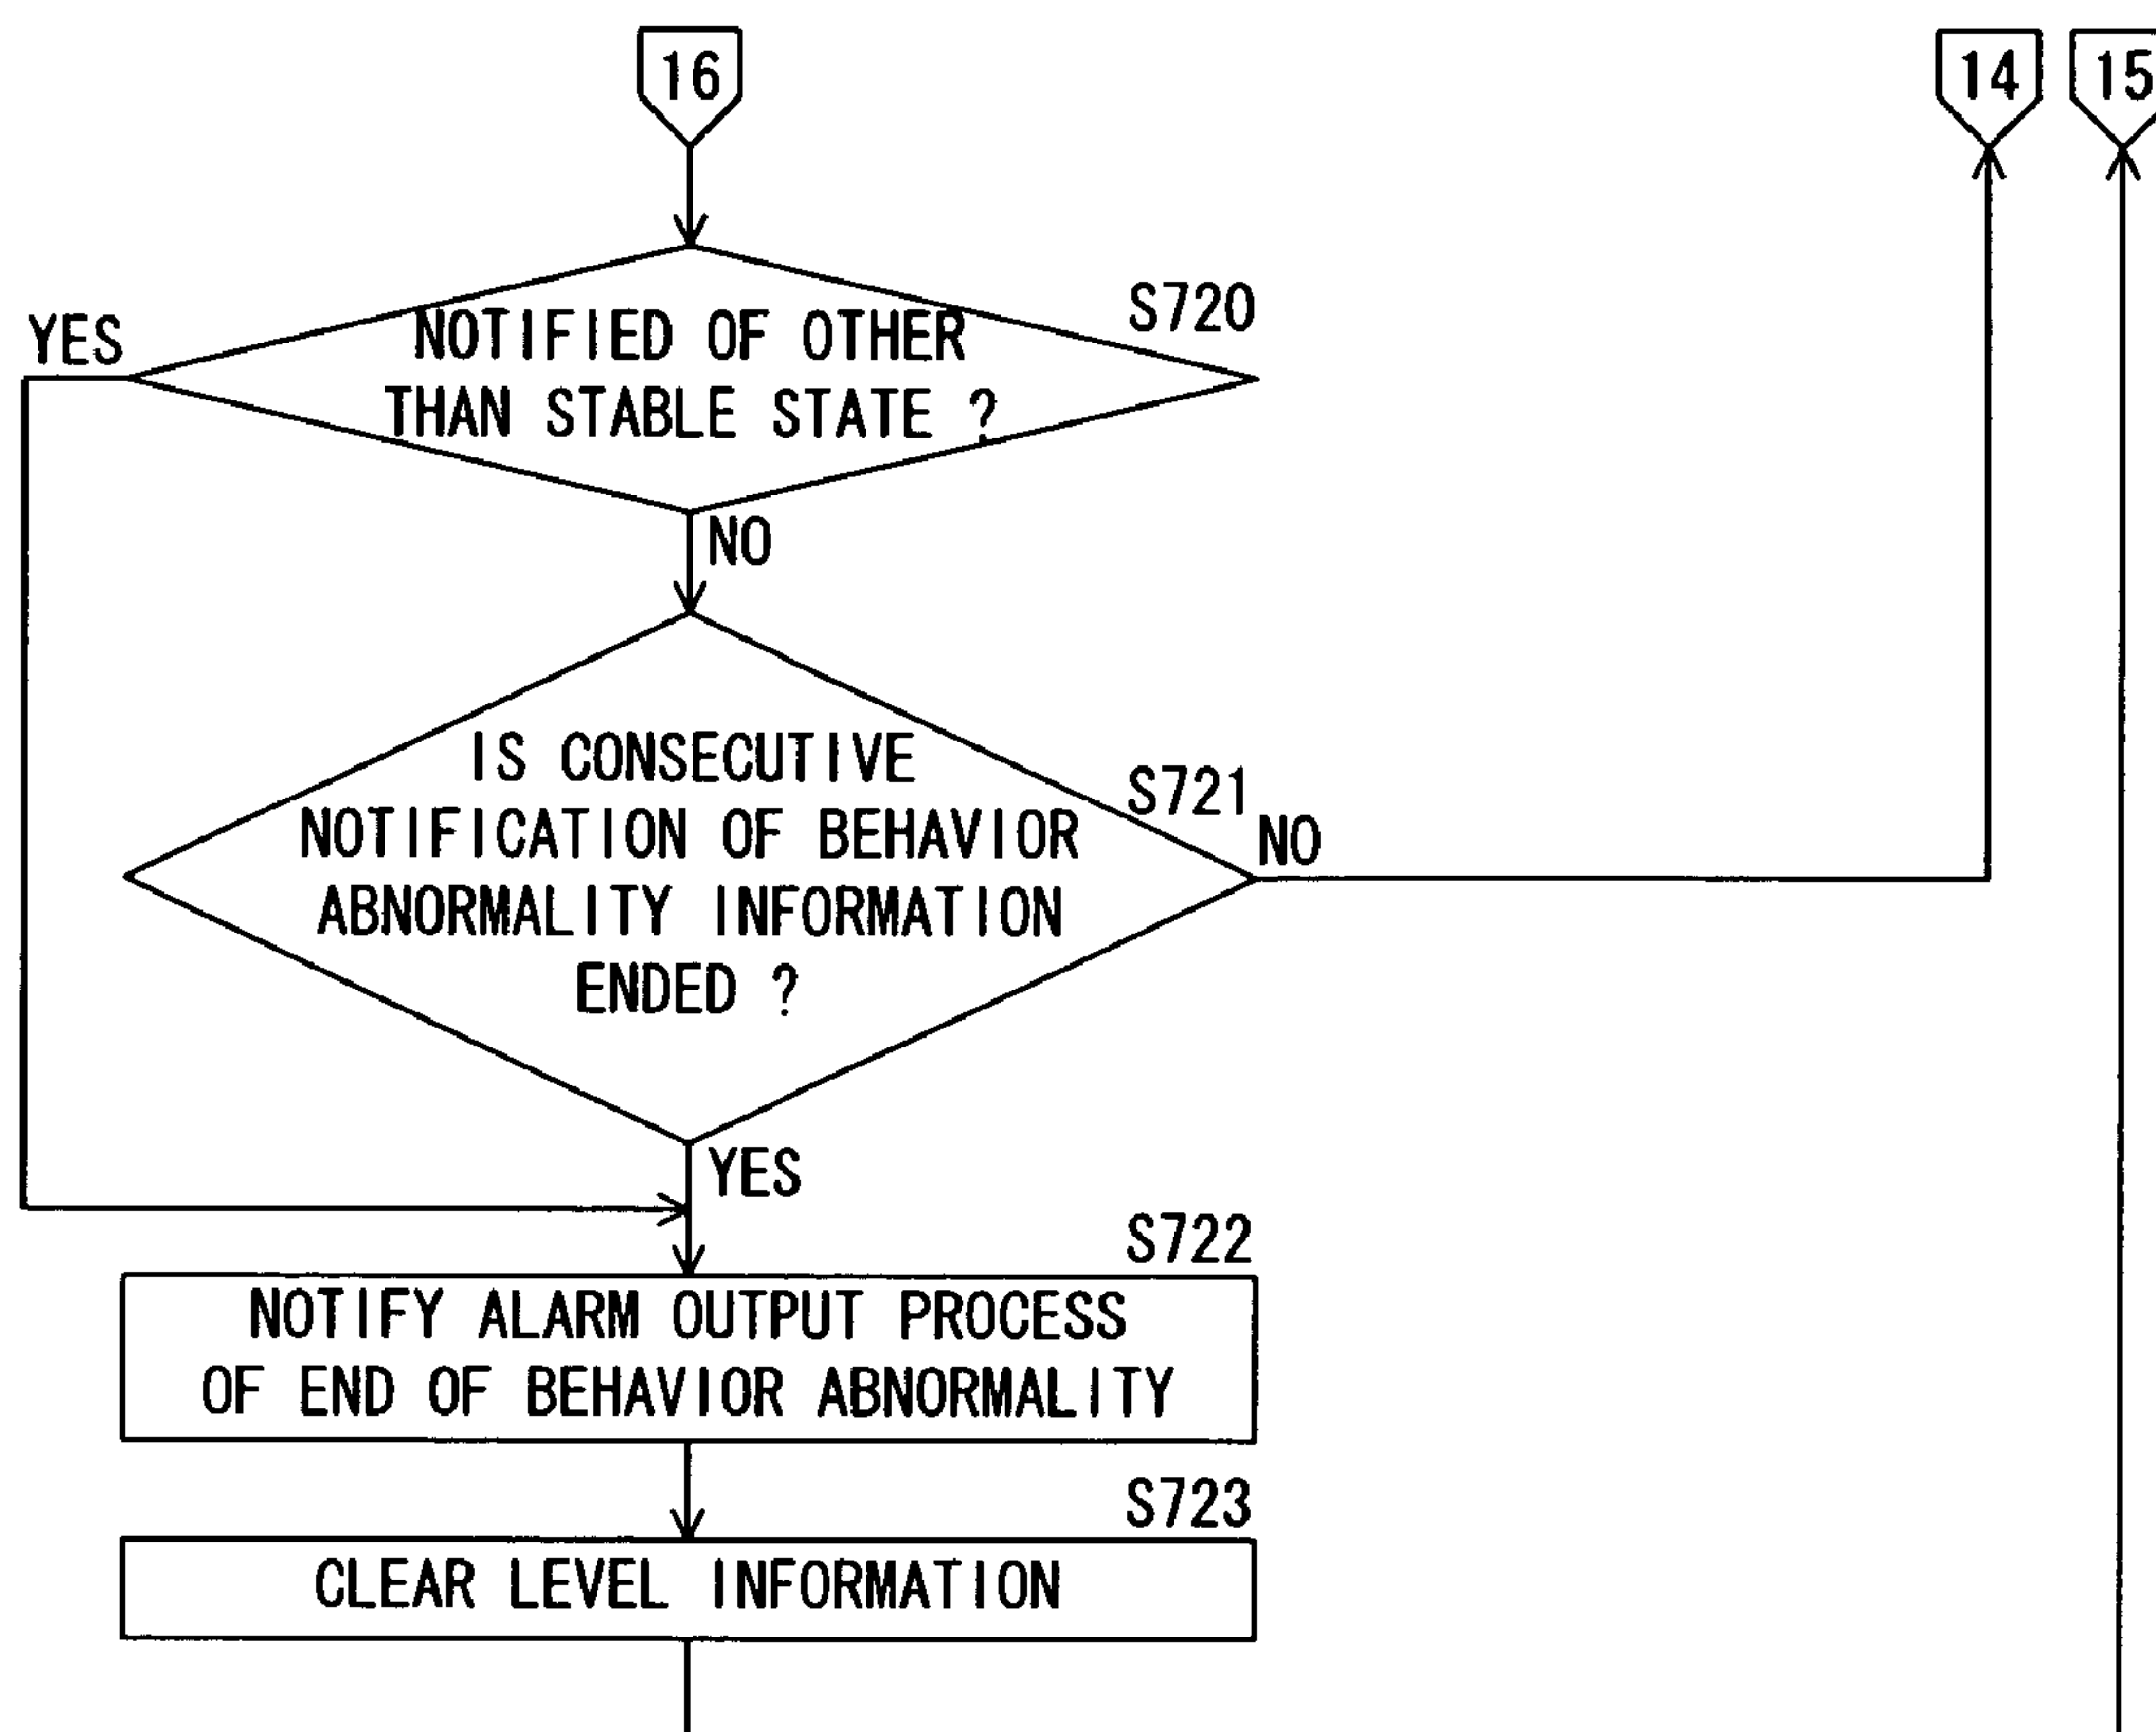 16
14
15
S720
YES
NOTIFIED OF OTHER
THAN STABLE STATE ?
NO
IS CONSECUTIVE
S721
NOTIFICATION OF BEHAVIOR
NO
ABNORMALITY INFORMATION
ENDED ?
YES
S722
NOTIFY ALARM OUTPUT PROCESS
OF END OF BEHAVIOR ABNORMALITY
S723
CLEAR LEVEL INFORMATION